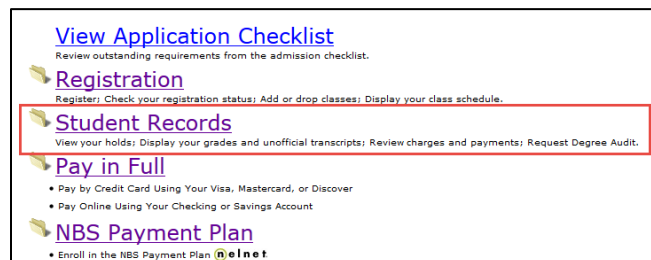 View Application Checklist
Review outstanding requirements from the admission checklist.
Registration
Register; Check your registration status; Add or drop classes; Display your class schedule.
Student Records
View your holds; Display your grades and unofficial transcripts; Review charges and payments; Request Degree Audit.
Pay in Full
• Pay by Credit Card Using Your Visa, Mastercard, or Discover
• Pay Online Using Your Checking or Savings Account
NBS Payment Plan
• Enroll in the NBS Payment Plan nelnet